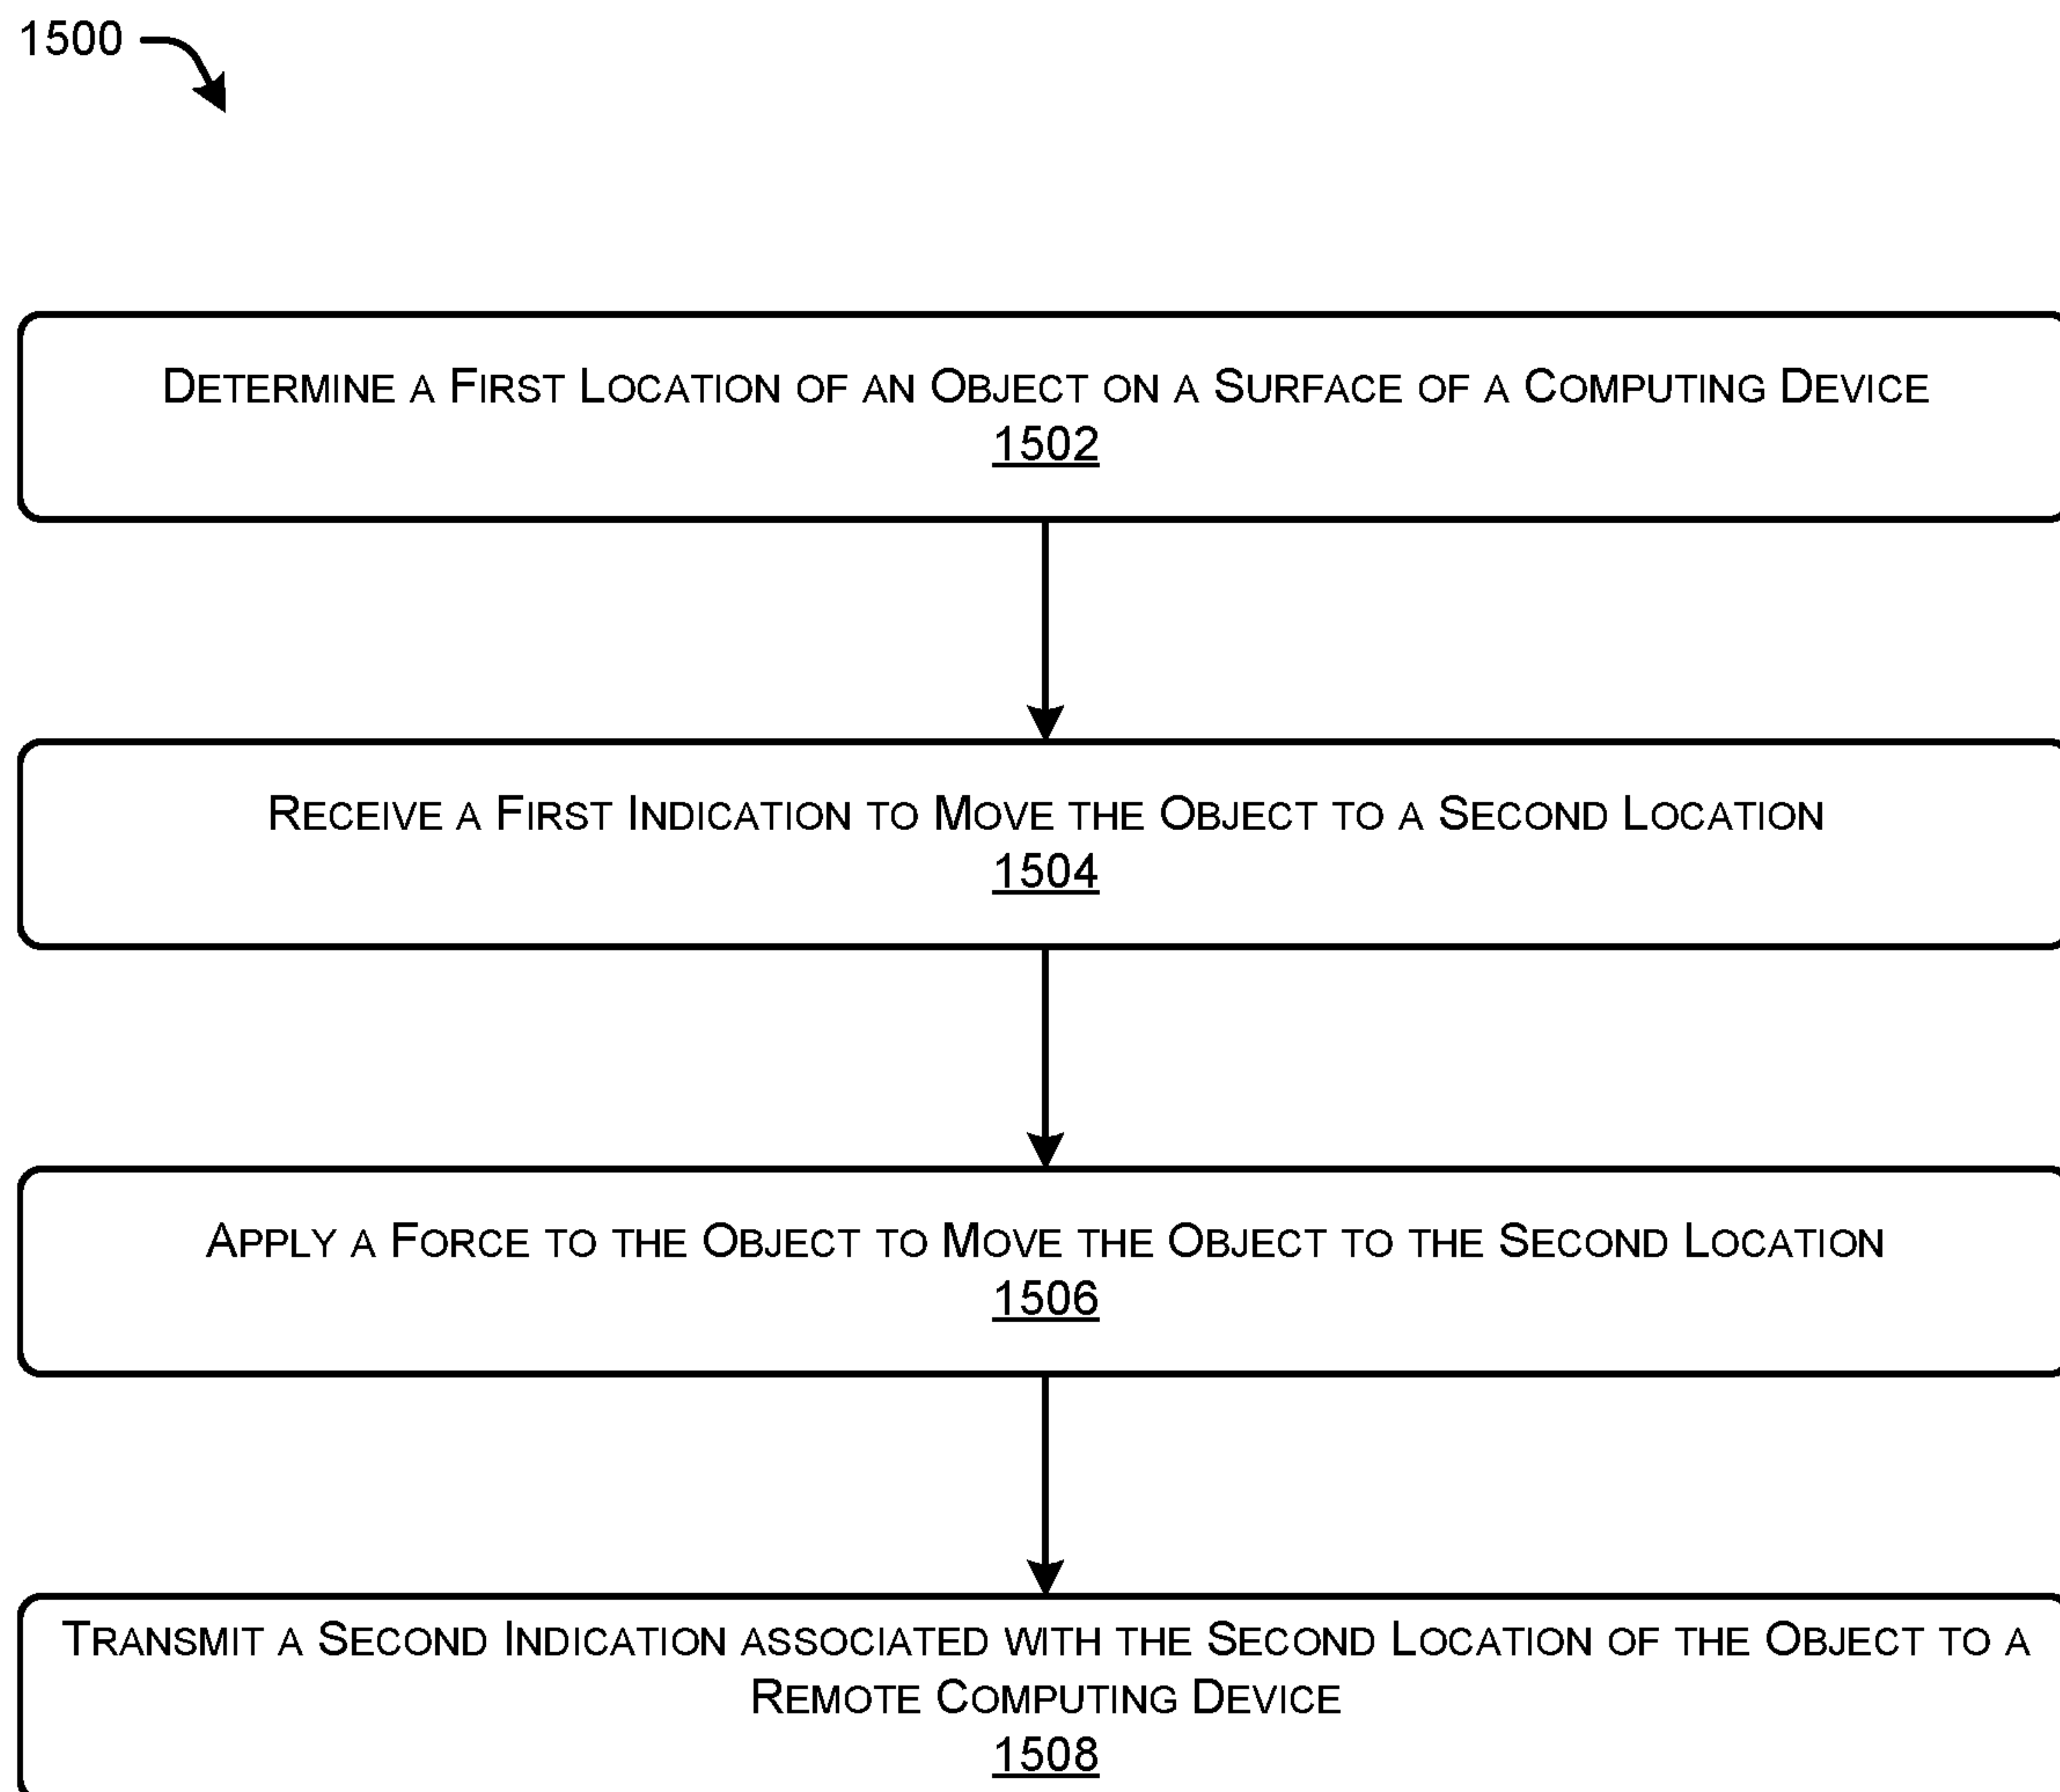 1500
Determine a First Location of an Object on a Surface of a Computing Device
1502
Receive a First Indication to Move the Object to a Second Location
1504
Apply a Force to the Object to Move the Object to the Second Location
1506
Transmit a Second Indication associated with the Second Location of the Object to a
Remote Computing Device
1508